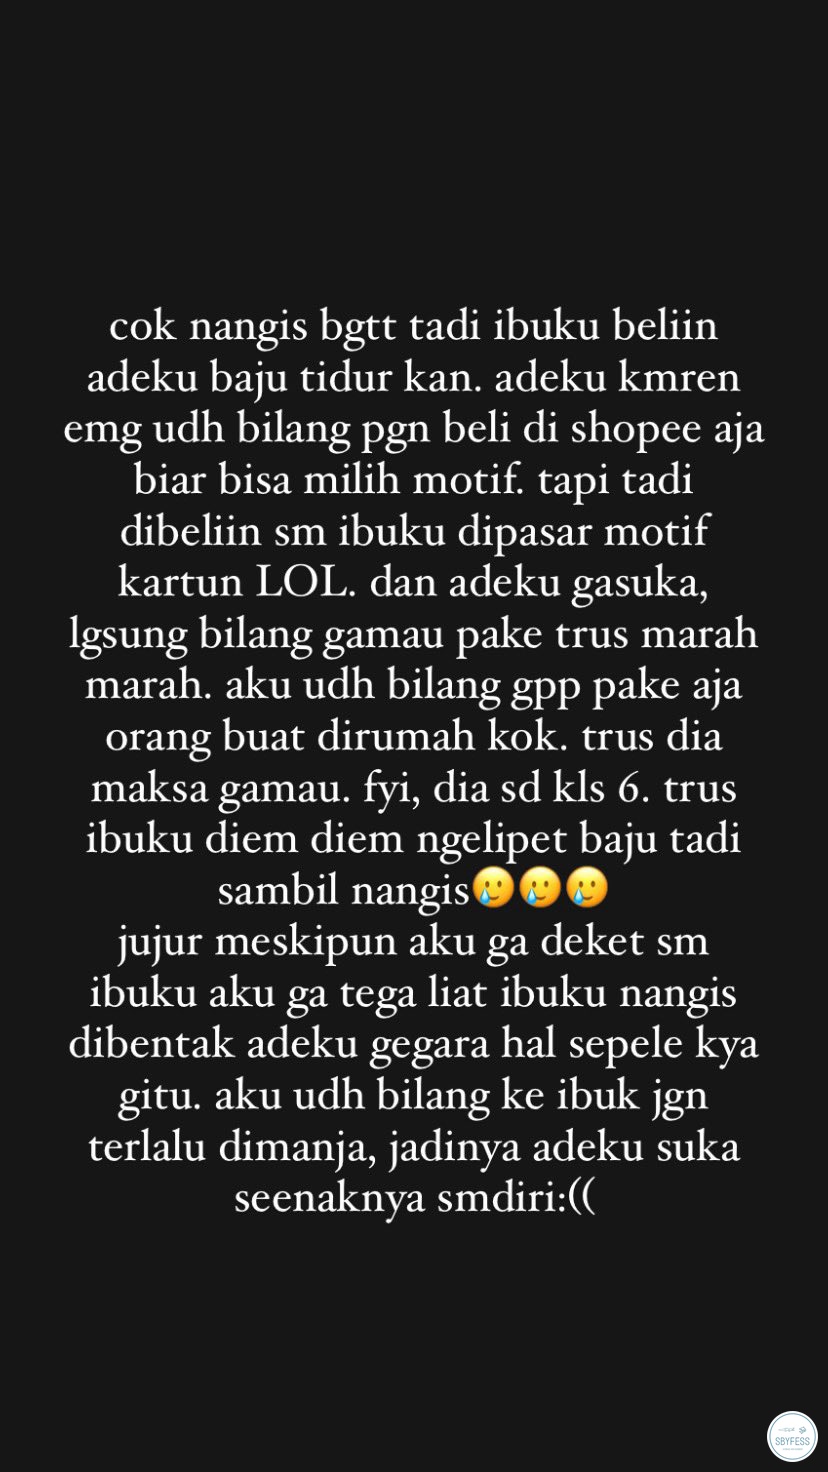 cok nangis bgtt tadi ibuku beliin
adeku baju tidur kan. adeku kmren
emg udh bilang pgn beli di shopee aja
biar bisa milih motif. tapi tadi
dibeliin sm ibuku dipasar motif
kartun LOL. dan adeku gasuka,
lgsung bilang gamau pake trus marah
marah. aku udh bilang gpp pake aja
orang buat dirumah kok. trus dia
maksa gamau. fyi, dia sd kls 6. trus
ibuku diem diem ngelipet baju tadi
sambil nangis🥲🥲🥲
jujur meskipun aku ga deket sm
ibuku aku ga tega liat ibuku nangis
dibentak adeku gegara hal sepele kya
gitu. aku udh bilang ke ibuk jgn
terlalu dimanja, jadinya adeku suka
seenaknya smdiri:((
SBYFESS